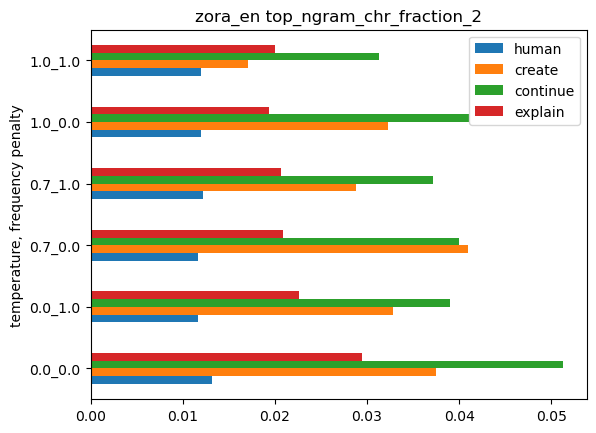 zora_en top_ngram_chr_fraction_2
human
create
continue
explain
temperature, frequency penalty
1.0_1.0
1.0_0.0
0.7_1.0
0.7_0.0
0.0_1.0
0.0_0.0
0.00 0.01 0.02 0.03 0.04 0.05